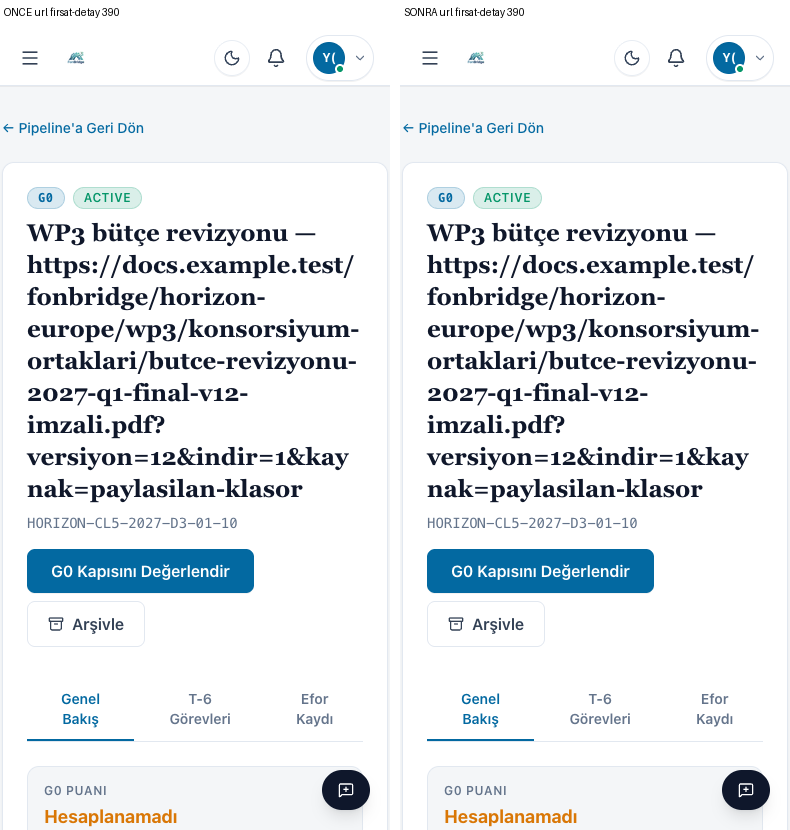 ONCE url firsat-detay 390
Y(
← Pipeline'a Geri Dön
G0 ACTIVE
WP3 bütçe revizyonu —
https://docs.example.test/
fonbridge/horizon-
europe/wp3/konsorsiyum-
ortaklari/butce-revizyonu-
2027-q1-final-v12-
imzali.pdf?
versiyon=12&indir=1&kay
nak=paylasilan-klasor
HORIZON-CL5-2027-D3-01-10
G0 Kapısını Değerlendir
Arşivle
Genel Bakış
T-6 Görevleri
Efor Kaydı
G0 PUANI
Hesaplanamadı
SONRA url firsat-detay 390
Y(
← Pipeline'a Geri Dön
G0 ACTIVE
WP3 bütçe revizyonu —
https://docs.example.test/
fonbridge/horizon-
europe/wp3/konsorsiyum-
ortaklari/butce-revizyonu-
2027-q1-final-v12-
imzali.pdf?
versiyon=12&indir=1&kay
nak=paylasilan-klasor
HORIZON-CL5-2027-D3-01-10
G0 Kapısını Değerlendir
Arşivle
Genel Bakış
T-6 Görevleri
Efor Kaydı
G0 PUANI
Hesaplanamadı